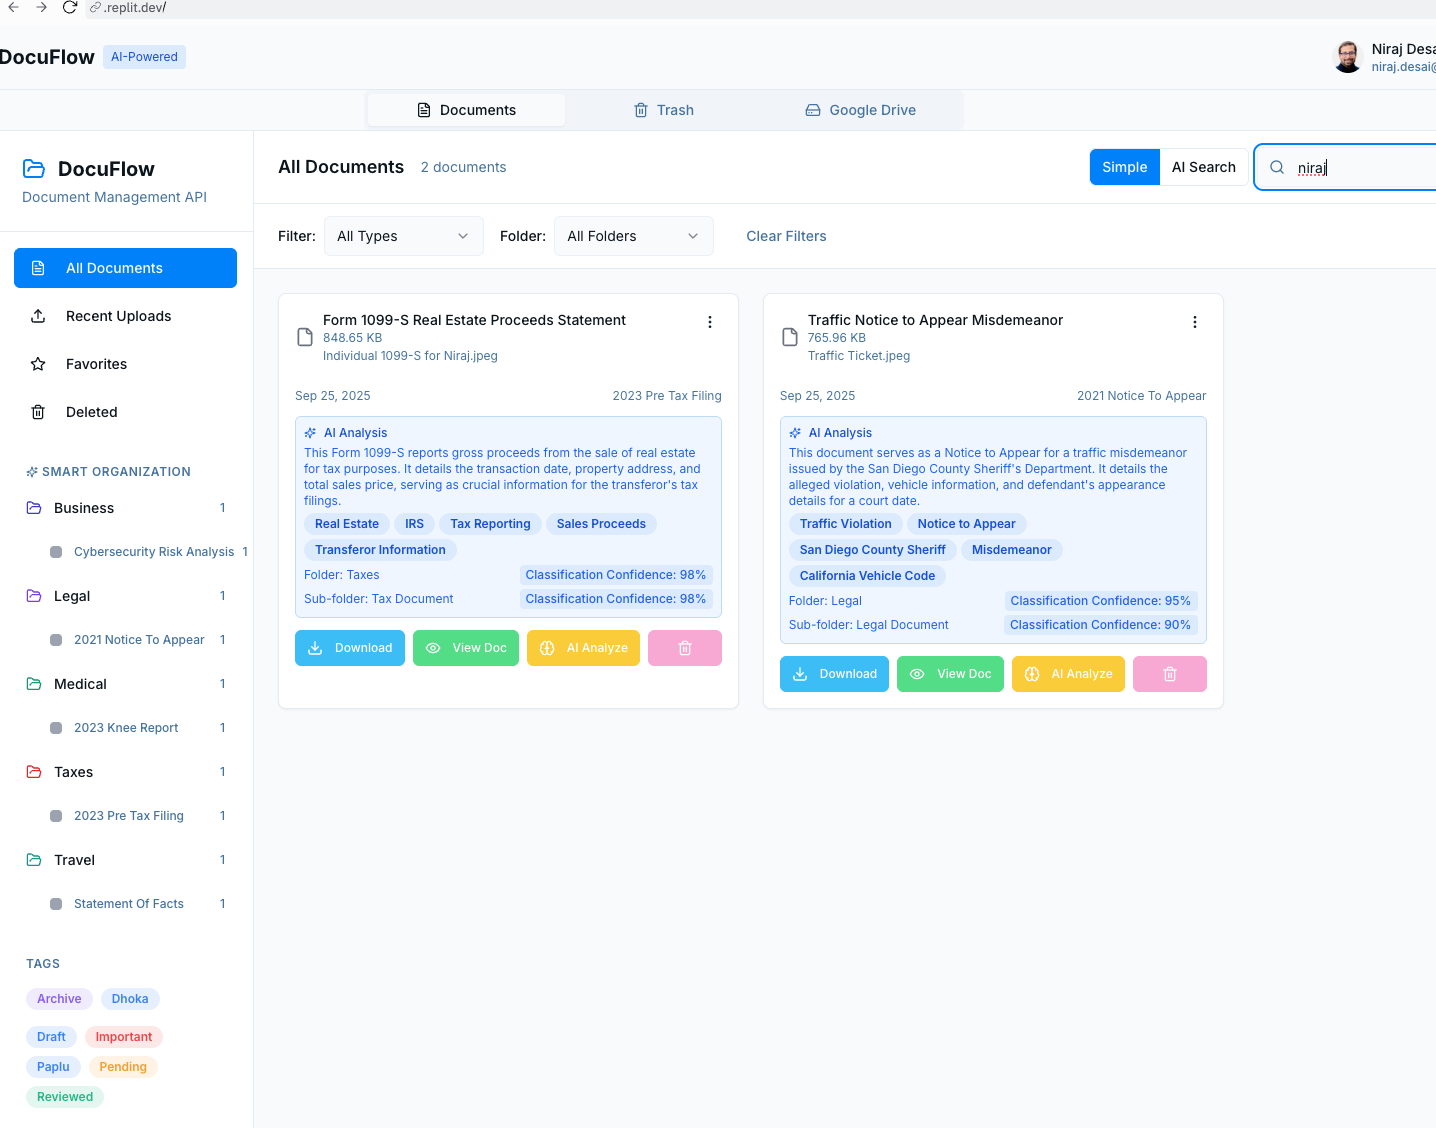 .replit.dev/
DocuFlow AI-Powered
Niraj Desa
niraj.desai@
Documents Trash Google Drive
DocuFlow
Document Management API
All Documents 2 documents
Simple AI Search niraj
Filter: All Types Folder: All Folders Clear Filters
All Documents
Recent Uploads
Favorites
Deleted
SMART ORGANIZATION
Business 1
Cybersecurity Risk Analysis 1
Legal 1
2021 Notice To Appear 1
Medical 1
2023 Knee Report 1
Taxes 1
2023 Pre Tax Filing 1
Travel 1
Statement Of Facts 1
TAGS
Archive Dhoka
Draft Important
Paplu Pending
Reviewed
Form 1099-S Real Estate Proceeds Statement
848.65 KB
Individual 1099-S for Niraj.jpeg
Sep 25, 2025 2023 Pre Tax Filing
AI Analysis
This Form 1099-S reports gross proceeds from the sale of real estate
for tax purposes. It details the transaction date, property address, and
total sales price, serving as crucial information for the transferor's tax
filings.
Real Estate IRS Tax Reporting Sales Proceeds
Transferor Information
Folder: Taxes Classification Confidence: 98%
Sub-folder: Tax Document Classification Confidence: 98%
Download View Doc AI Analyze
Traffic Notice to Appear Misdemeanor
765.96 KB
Traffic Ticket.jpeg
Sep 25, 2025 2021 Notice To Appear
AI Analysis
This document serves as a Notice to Appear for a traffic misdemeanor
issued by the San Diego County Sheriff's Department. It details the
alleged violation, vehicle information, and defendant's appearance
details for a court date.
Traffic Violation Notice to Appear
San Diego County Sheriff Misdemeanor
California Vehicle Code
Folder: Legal Classification Confidence: 95%
Sub-folder: Legal Document Classification Confidence: 90%
Download View Doc AI Analyze